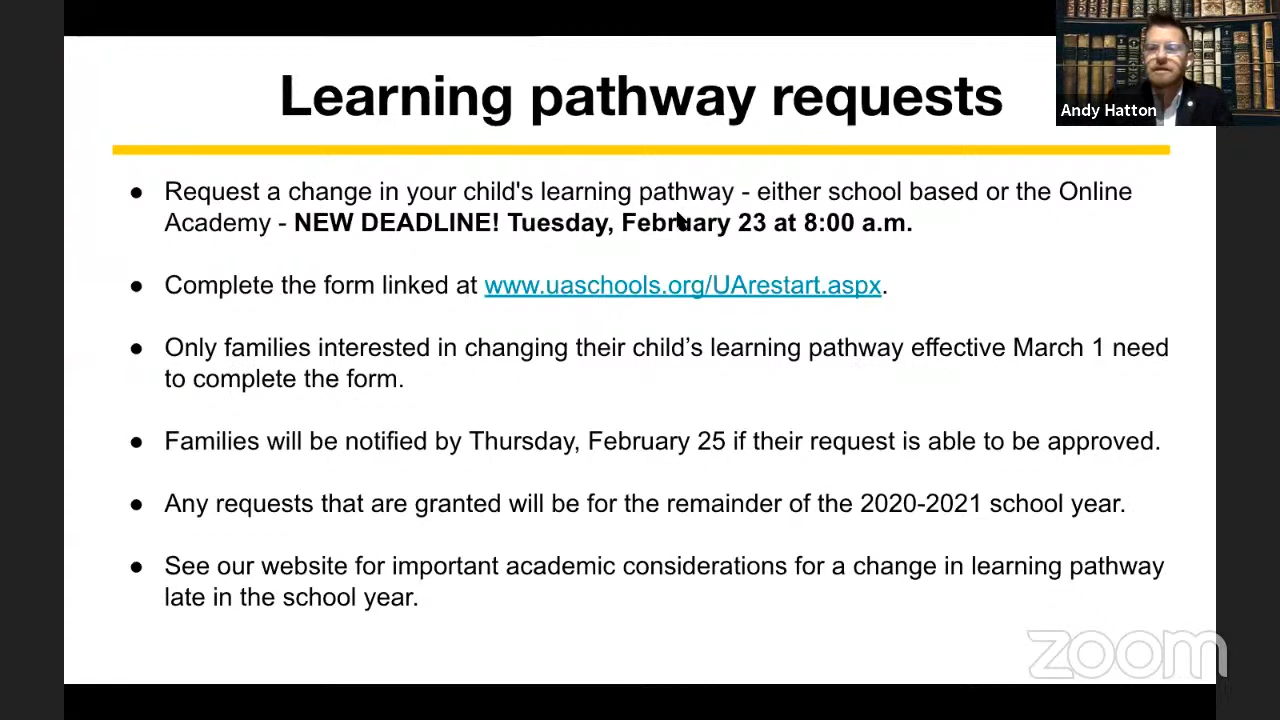 Learning pathway requests
Andy Hatton
● Request a change in your child's learning pathway - either school based or the Online
Academy - NEW DEADLINE! Tuesday, February 23 at 8:00 a.m.
● Complete the form linked at www.uaschools.org/UArestart.aspx.
● Only families interested in changing their child’s learning pathway effective March 1 need
to complete the form.
● Families will be notified by Thursday, February 25 if their request is able to be approved.
● Any requests that are granted will be for the remainder of the 2020-2021 school year.
● See our website for important academic considerations for a change in learning pathway
late in the school year.
zoom